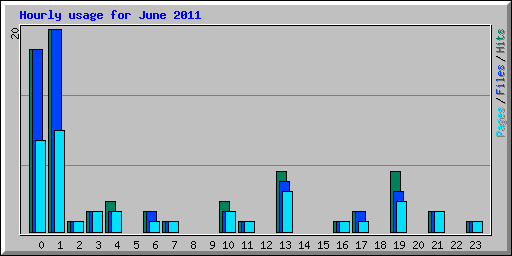 Hourly usage for June 2011
20
Pages/Files/Hits
0 1 2 3 4 5 6 7 8 9 10 11 12 13 14 15 16 17 18 19 20 21 22 23